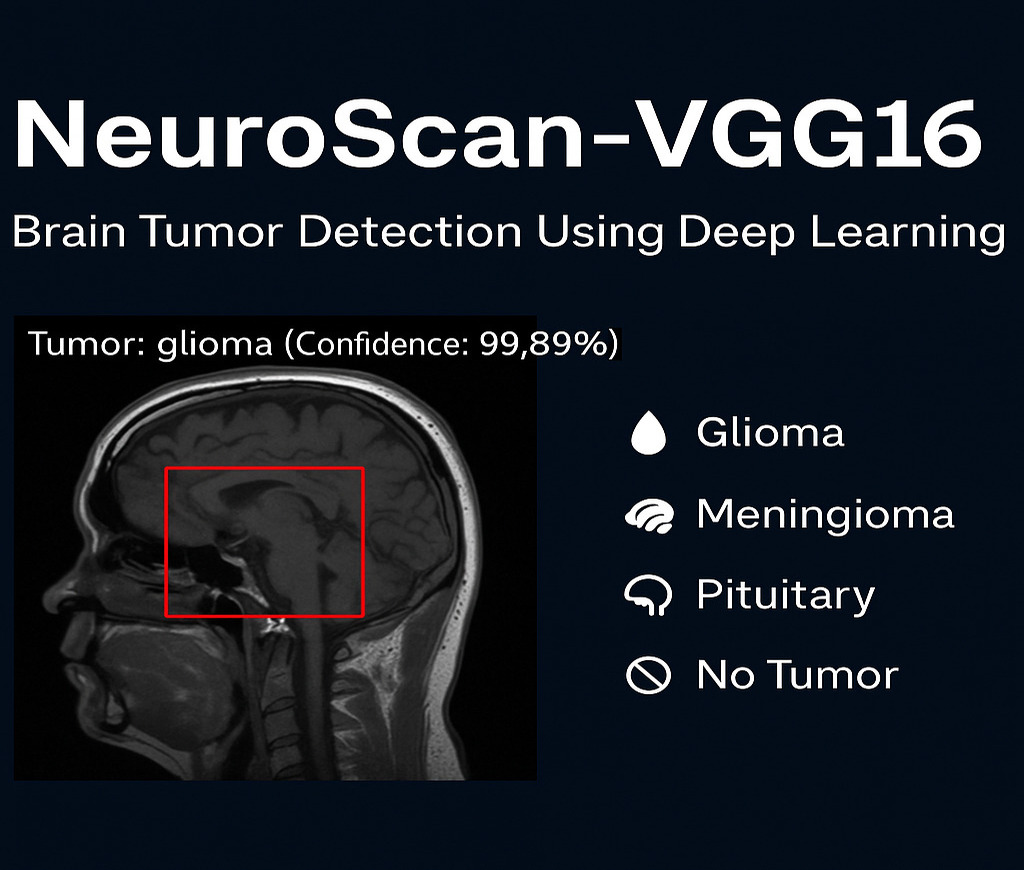 NeuroScan-VGG16
Brain Tumor Detection Using Deep Learning
Tumor: glioma (Confidence: 99,89%)
Glioma
Meningioma
Pituitary
No Tumor